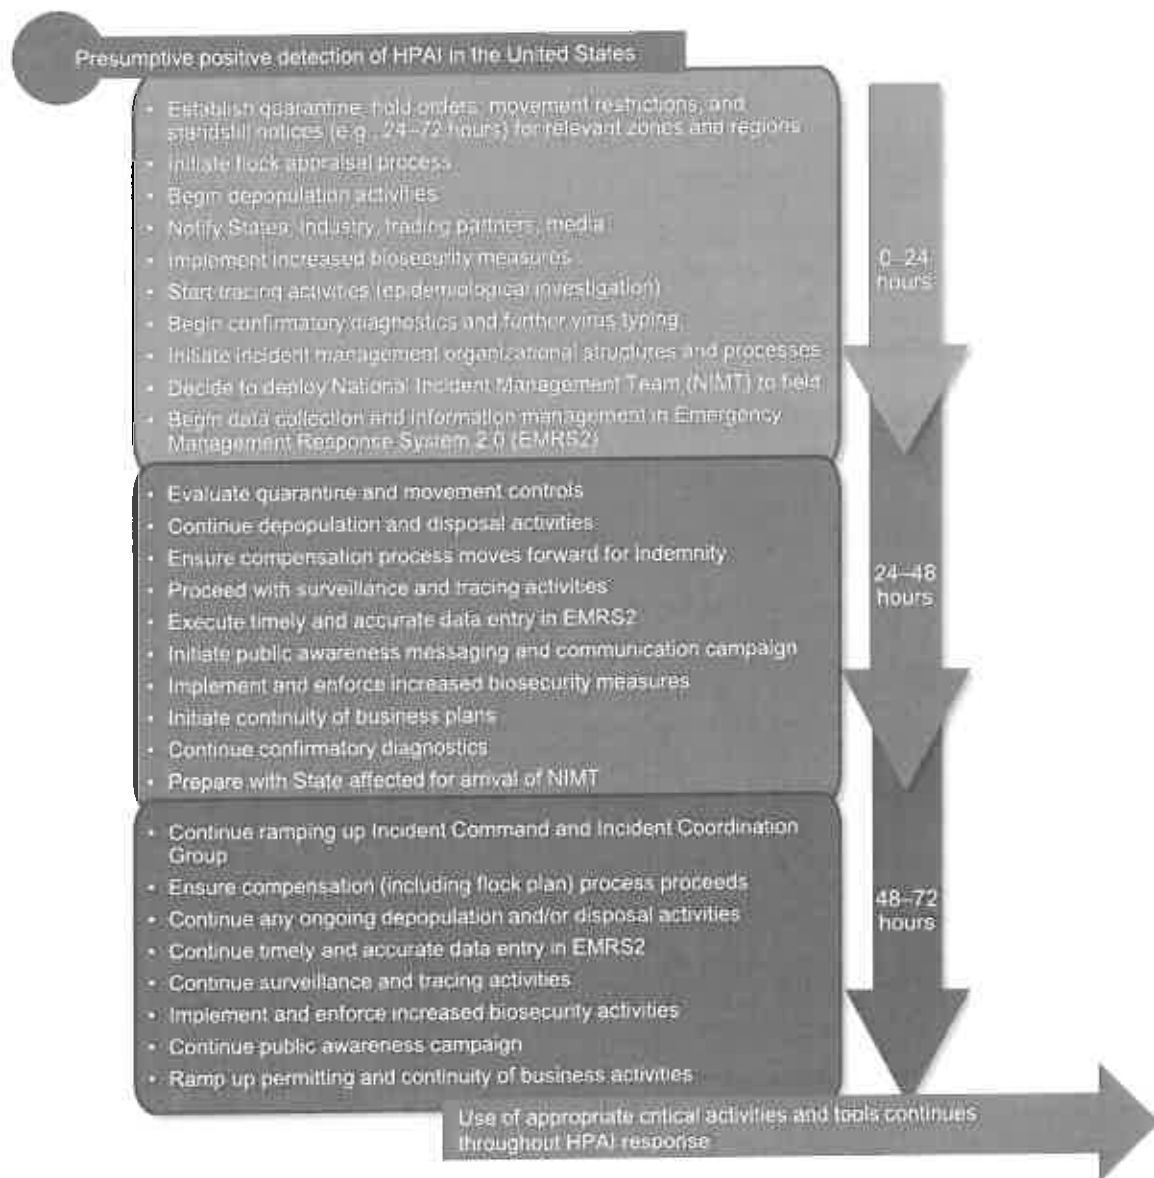 Presumptive positive detection of HPAI in the United States
• Establish quarantine, hold orders, movement restrictions, and
standstill notices (e.g., 24–72 hours) for relevant zones and regions
• Initiate flock appraisal process
• Begin depopulation activities
• Notify States, industry, trading partners, media
• Implement increased biosecurity measures
• Start tracing activities (epidemiological investigation)
• Begin confirmatory diagnostics and further virus typing
• Initiate incident management organizational structures and processes
• Decide to deploy National Incident Management Team (NIMT) to field
• Begin data collection and information management in Emergency
Management Response System 2.0 (EMRS2)
0–24
hours
• Evaluate quarantine and movement controls
• Continue depopulation and disposal activities
• Ensure compensation process moves forward for indemnity
• Proceed with surveillance and tracing activities
• Execute timely and accurate data entry in EMRS2
• Initiate public awareness messaging and communication campaign
• Implement and enforce increased biosecurity measures
• Initiate continuity of business plans
• Continue confirmatory diagnostics
• Prepare with State affected for arrival of NIMT
24–48
hours
• Continue ramping up Incident Command and Incident Coordination
Group
• Ensure compensation (including flock plan) process proceeds
• Continue any ongoing depopulation and/or disposal activities
• Continue timely and accurate data entry in EMRS2
• Continue surveillance and tracing activities
• Implement and enforce increased biosecurity activities
• Continue public awareness campaign
• Ramp up permitting and continuity of business activities
48–72
hours
Use of appropriate critical activities and tools continues
throughout HPAI response